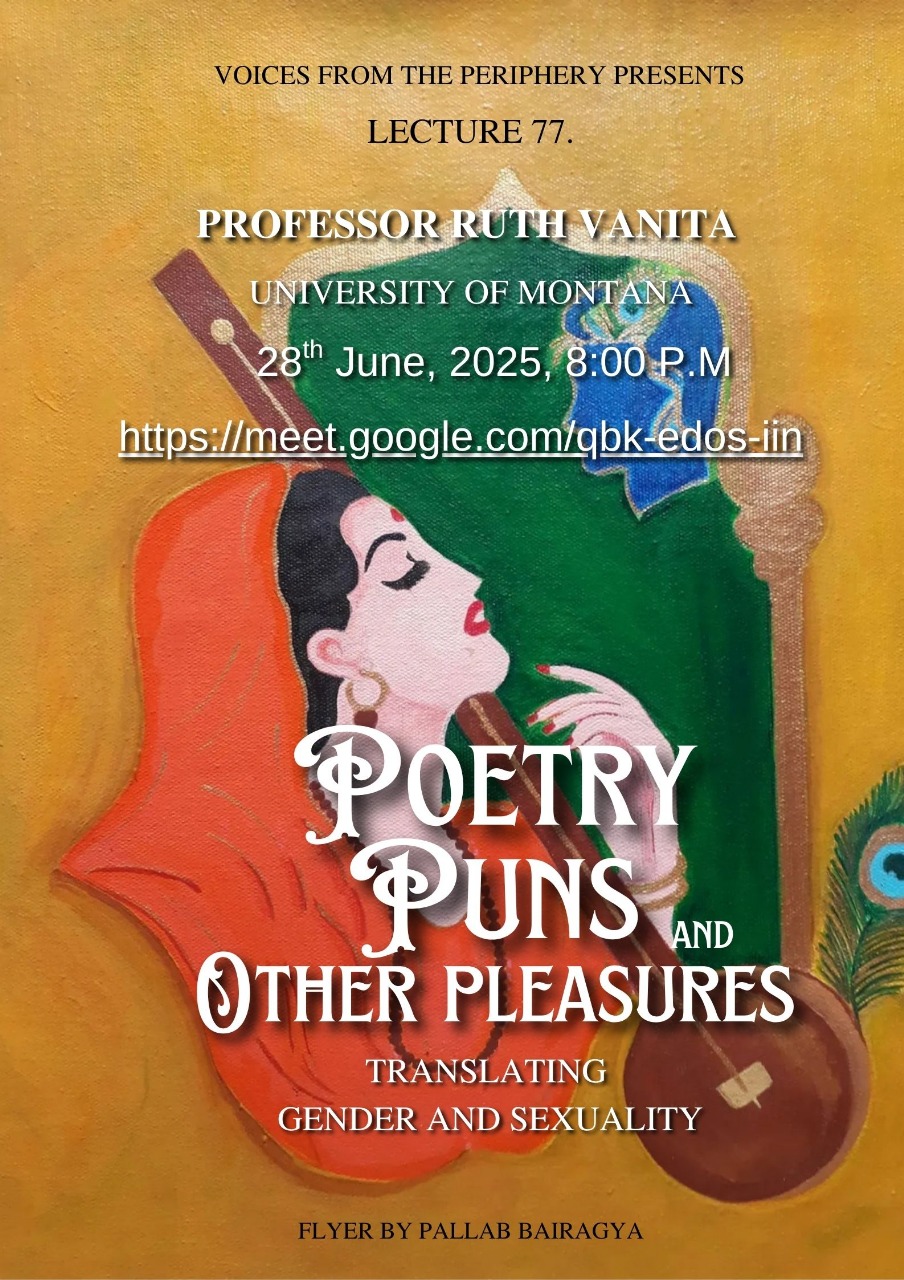 VOICES FROM THE PERIPHERY PRESENTS
LECTURE 77.
PROFESSOR RUTH VANITA
UNIVERSITY OF MONTANA
28th June, 2025, 8:00 P.M
https://meet.google.com/qbk-edos-iin
POETRY
PUNS AND
OTHER PLEASURES
TRANSLATING
GENDER AND SEXUALITY
FLYER BY PALLAB BAIRAGYA